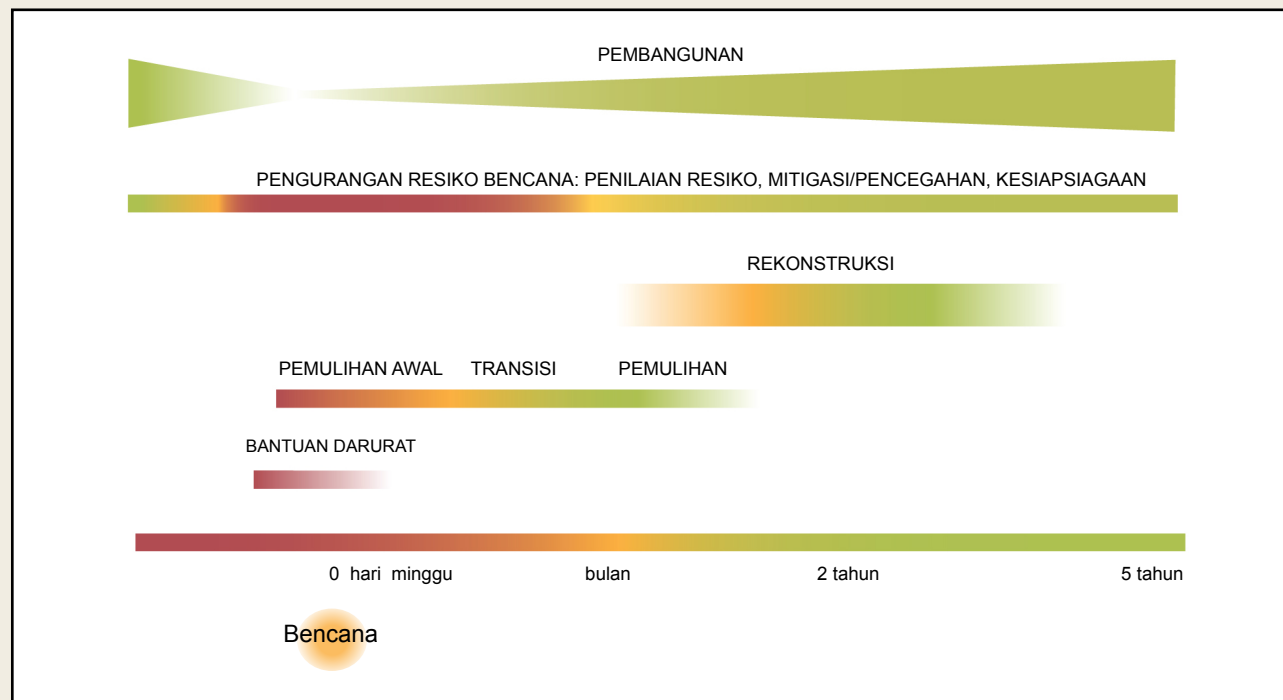 PEMBANGUNAN
PENGURANGAN RESIKO BENCANA: PENILAIAN RESIKO, MITIGASI/PENCEGAHAN, KESIAPSIAGAAN
REKONSTRUKSI
PEMULIHAN AWAL TRANSISI PEMULIHAN
BANTUAN DARURAT
0 hari minggu bulan 2 tahun 5 tahun
Bencana